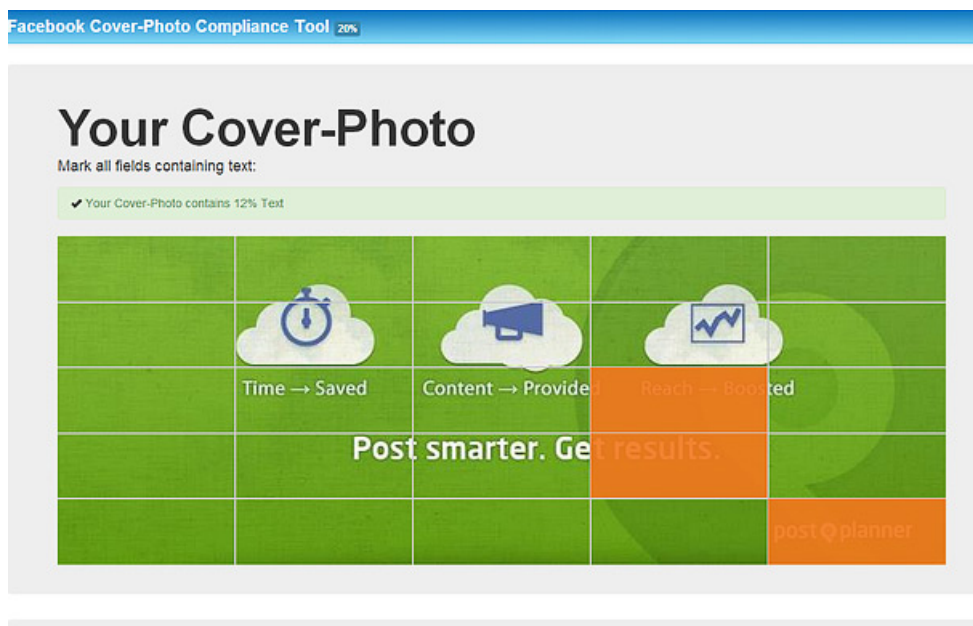 Facebook Cover-Photo Compliance Tool 20%
Your Cover-Photo
Mark all fields containing text:
✔ Your Cover-Photo contains 12% Text
Time → Saved Content → Provided Reach → Boosted
Post smarter. Get results.
post planner